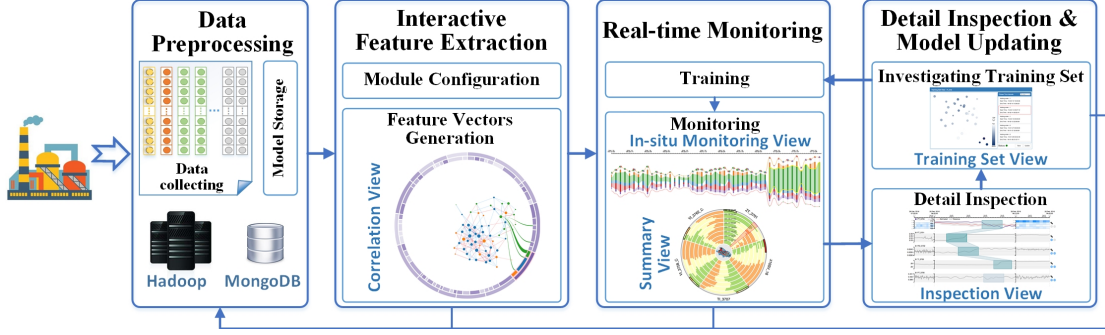 Data
Preprocessing
Data
collecting
Model Storage
Hadoop
MongoDB
Interactive
Feature Extraction
Module Configuration
Feature Vectors
Generation
Correlation View
Real-time Monitoring
Training
Monitoring
In-situ Monitoring View
Summary
View
Detail Inspection &
Model Updating
Investigating Training Set
Training Set View
Detail Inspection
Inspection View